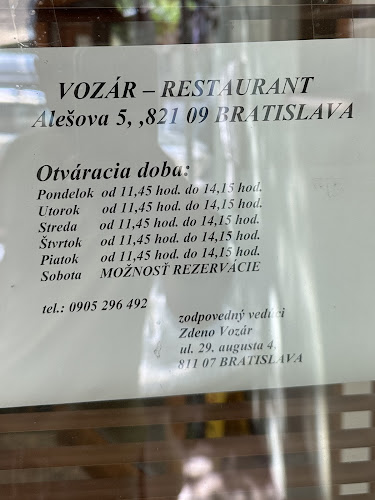 VOZÁR – RESTAURANT
Alešova 5, ,821 09 BRATISLAVA
Otváracia doba:
Pondelok od 11,45 hod. do 14,15 hod.
Utorok od 11,45 hod. do 14,15 hod.
Streda od 11,45 hod. do 14,15 hod.
Štvrtok od 11,45 hod. do 14,15 hod.
Piatok od 11,45 hod. do 14,15 hod.
Sobota MOŽNOSŤ REZERVÁCIE
tel.: 0905 296 492
zodpovedný vedúci
Zdeno Vozár
ul. 29. augusta 4,
811 07 BRATISLAVA